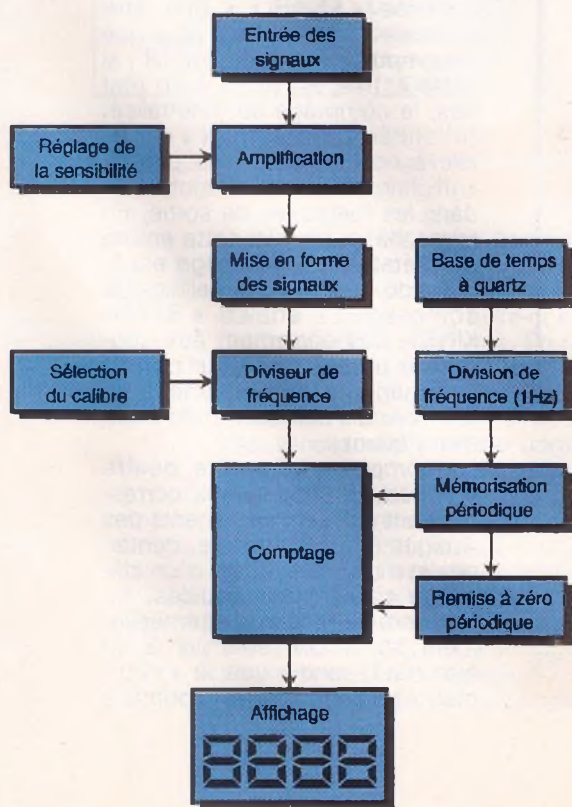 Entrée des
signaux
Réglage de
la sensibilité
Amplification
Mise en forme
des signaux
Base de temps
à quartz
Sélection
du calibre
Diviseur de
fréquence
Division de
fréquence (1Hz)
Comptage
Mémorisation
périodique
Remise à zéro
périodique
Affichage
8888